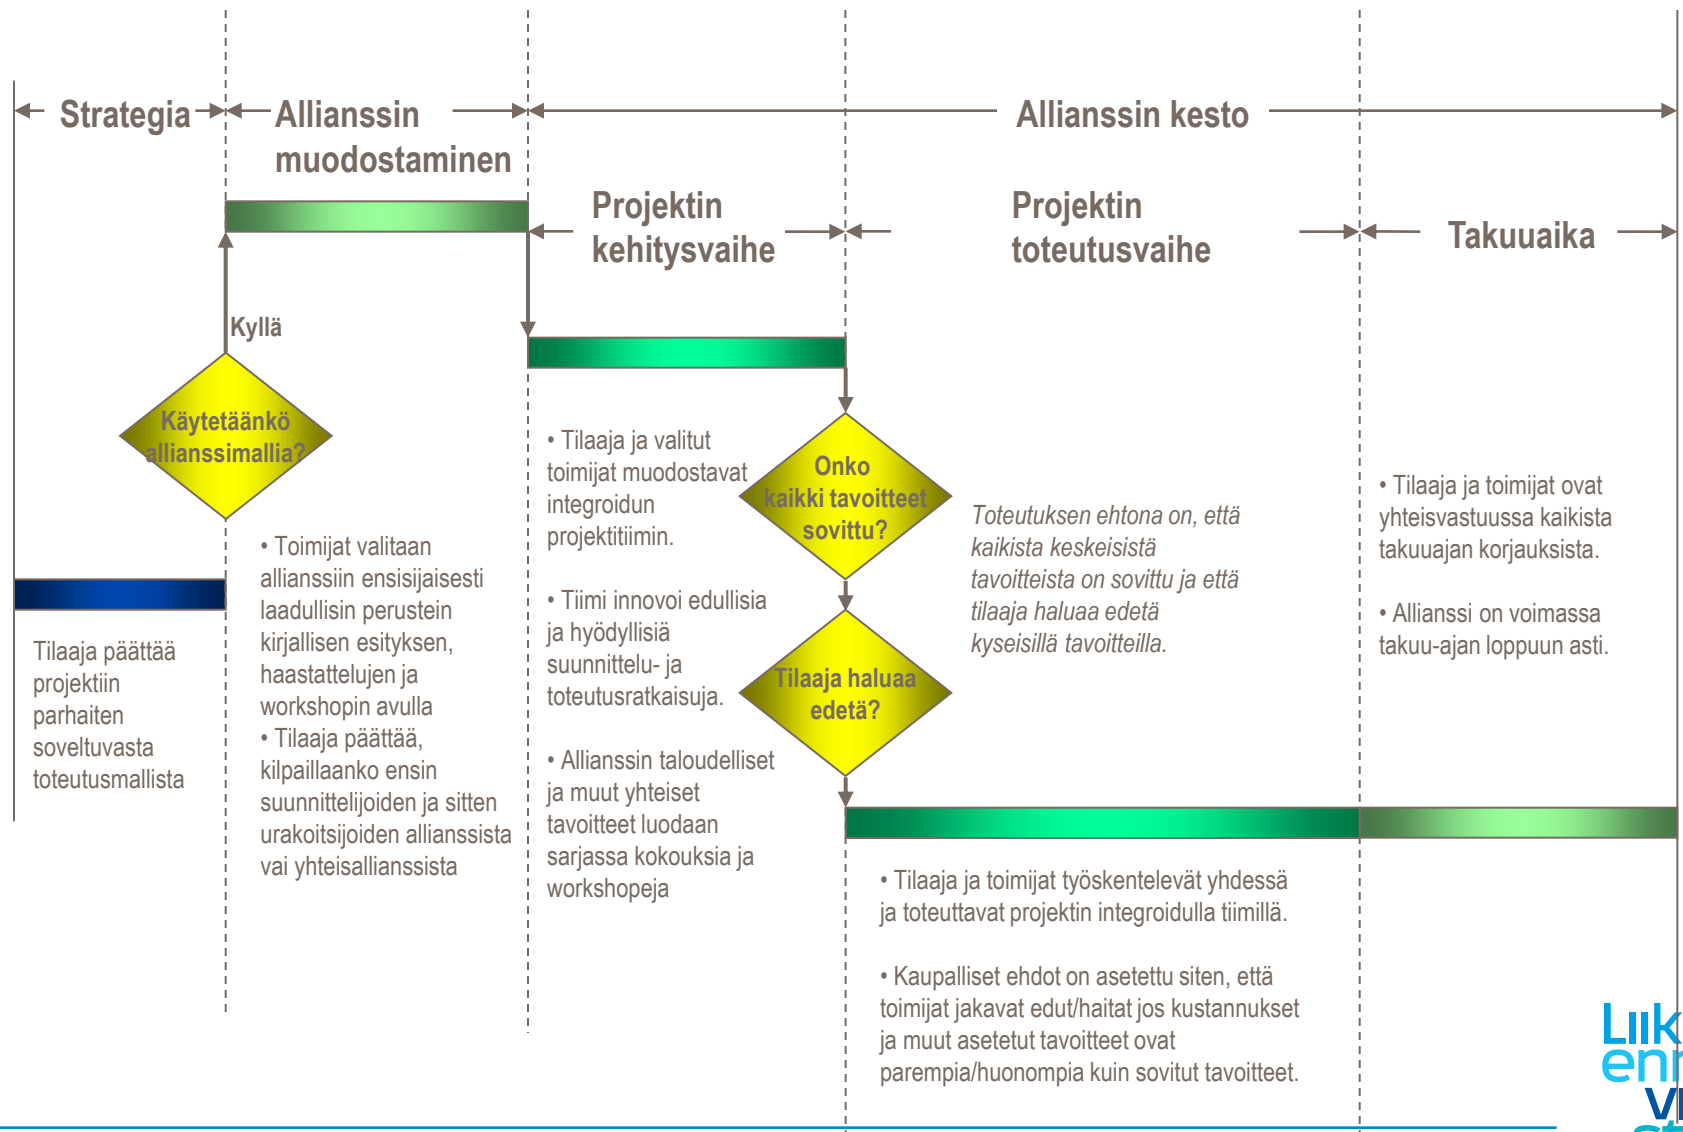 Strategia
Allianssin
muodostaminen
Allianssin kesto
Projektin
kehitysvaihe
Projektin
toteutusvaihe
Takuuaika
Kyllä
Käytetäänkö
allianssimallia?
Tilaaja päättää
projektiin
parhaiten
soveltuvasta
toteutusmallista
• Toimijat valitaan
allianssiin ensisijaisesti
laadullisin perustein
kirjallisen esityksen,
haastattelujen ja
workshopin avulla
• Tilaaja päättää,
kilpaillaanko ensin
suunnittelijoiden ja sitten
urakoitsijoiden allianssista
vai yhteisallianssista
• Tilaaja ja valitut
toimijat muodostavat
integroidun
projektitiimin.
• Tiimi innovoi edullisia
ja hyödyllisiä
suunnittelu- ja
toteutusratkaisuja.
• Allianssin taloudelliset
ja muut yhteiset
tavoitteet luodaan
sarjassa kokouksia ja
workshopeja
Onko
kaikki tavoitteet
sovittu?
Tilaaja haluaa
edetä?
Toteutuksen ehtona on, että
kaikista keskeisistä
tavoitteista on sovittu ja että
tilaaja haluaa edetä
kyseisillä tavoitteilla.
• Tilaaja ja toimijat työskentelevät yhdessä
ja toteuttavat projektin integroidulla tiimillä.
• Kaupalliset ehdot on asetettu siten, että
toimijat jakavat edut/haitat jos kustannukset
ja muut asetetut tavoitteet ovat
parempia/huonompia kuin sovitut tavoitteet.
• Tilaaja ja toimijat ovat
yhteisvastuussa kaikista
takuuajan korjauksista.
• Allianssi on voimassa
takuu-ajan loppuun asti.
Liik
enn